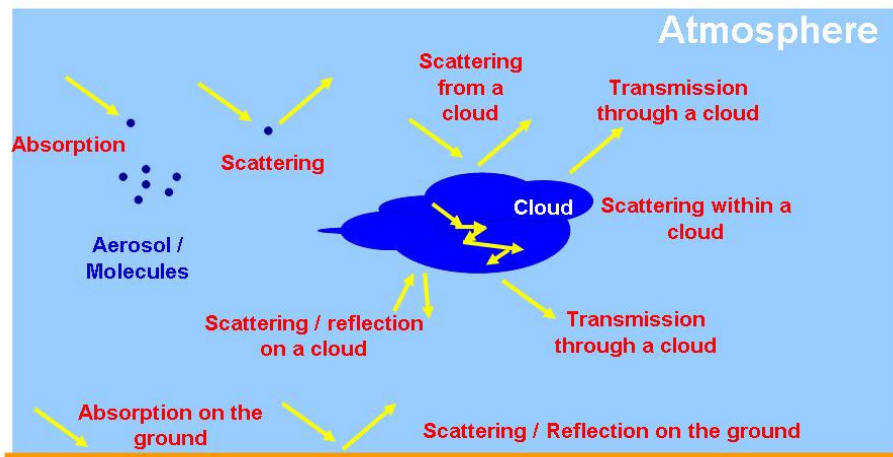 Atmosphere
Scattering
from a
cloud
Transmission
through a cloud
Absorption
Scattering
Cloud
Scattering within a
cloud
Aerosol /
Molecules
Scattering / reflection
on a cloud
Transmission
through a cloud
Absorption on the
ground
Scattering / Reflection on the ground